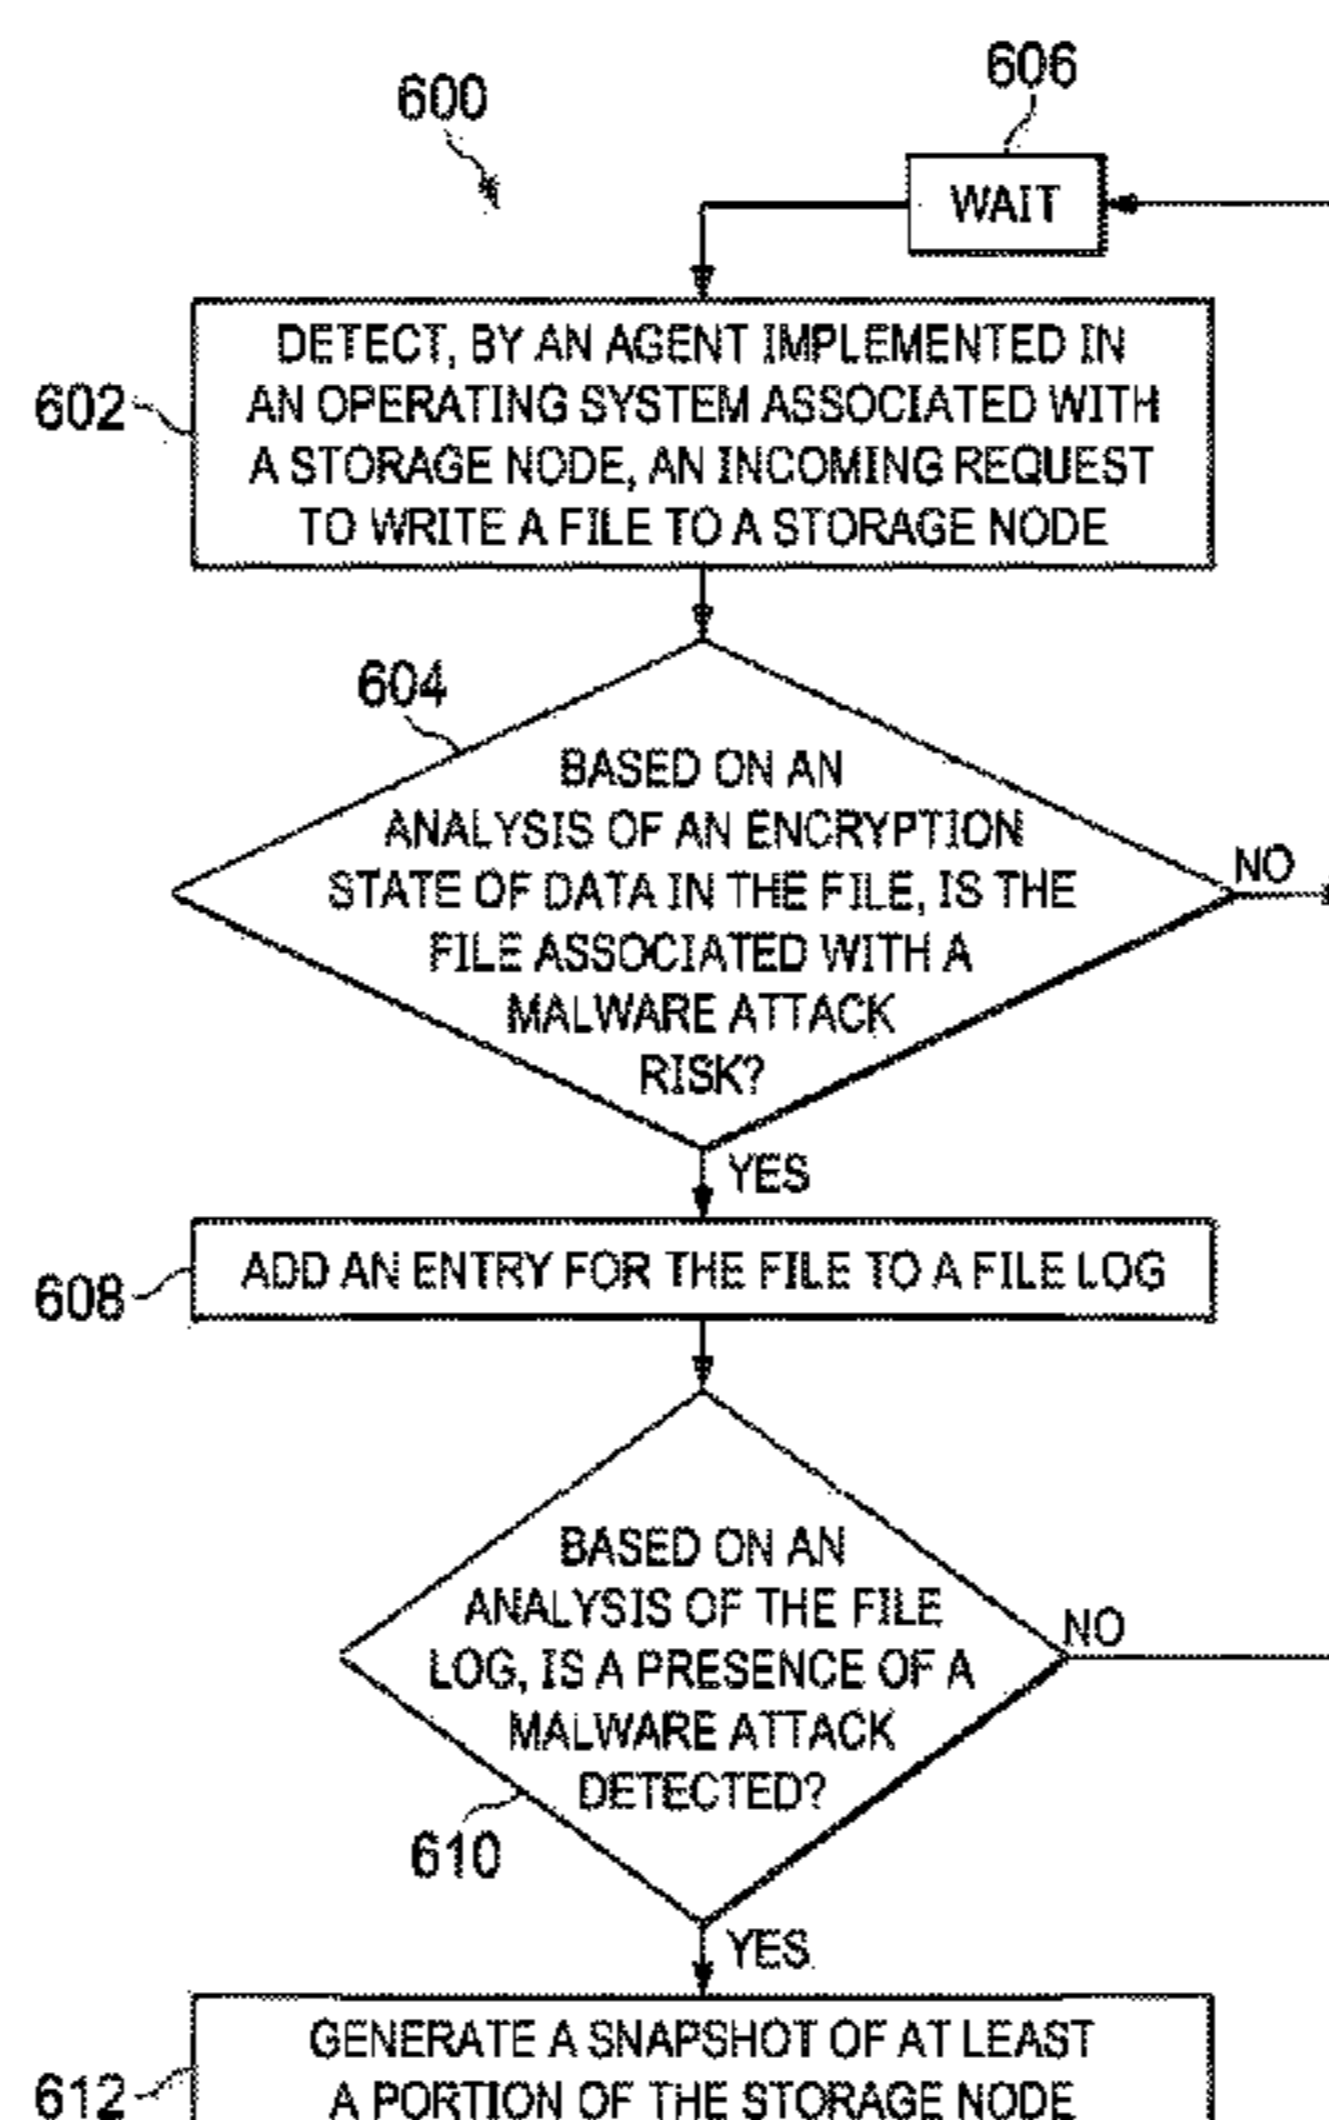 600
606
WAIT
602
DETECT, BY AN AGENT IMPLEMENTED IN
AN OPERATING SYSTEM ASSOCIATED WITH
A STORAGE NODE, AN INCOMING REQUEST
TO WRITE A FILE TO A STORAGE NODE
604
BASED ON AN
ANALYSIS OF AN ENCRYPTION
STATE OF DATA IN THE FILE, IS THE
FILE ASSOCIATED WITH A
MALWARE ATTACK
RISK?
NO
YES
608
ADD AN ENTRY FOR THE FILE TO A FILE LOG
BASED ON AN
ANALYSIS OF THE FILE
LOG, IS A PRESENCE OF A
MALWARE ATTACK
DETECTED?
NO
610
YES
612
GENERATE A SNAPSHOT OF AT LEAST
A PORTION OF THE STORAGE NODE